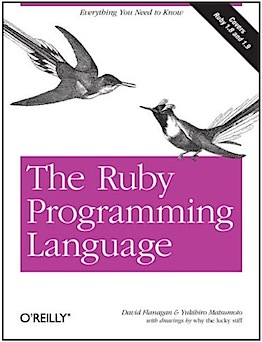 Everything You Need to Know
Covers
Ruby 1.8 and 1.9
The Ruby
Programming
Language
O'REILLY®
David Flanagan & Yukihiro Matsumoto
with drawings by why the lucky stiff